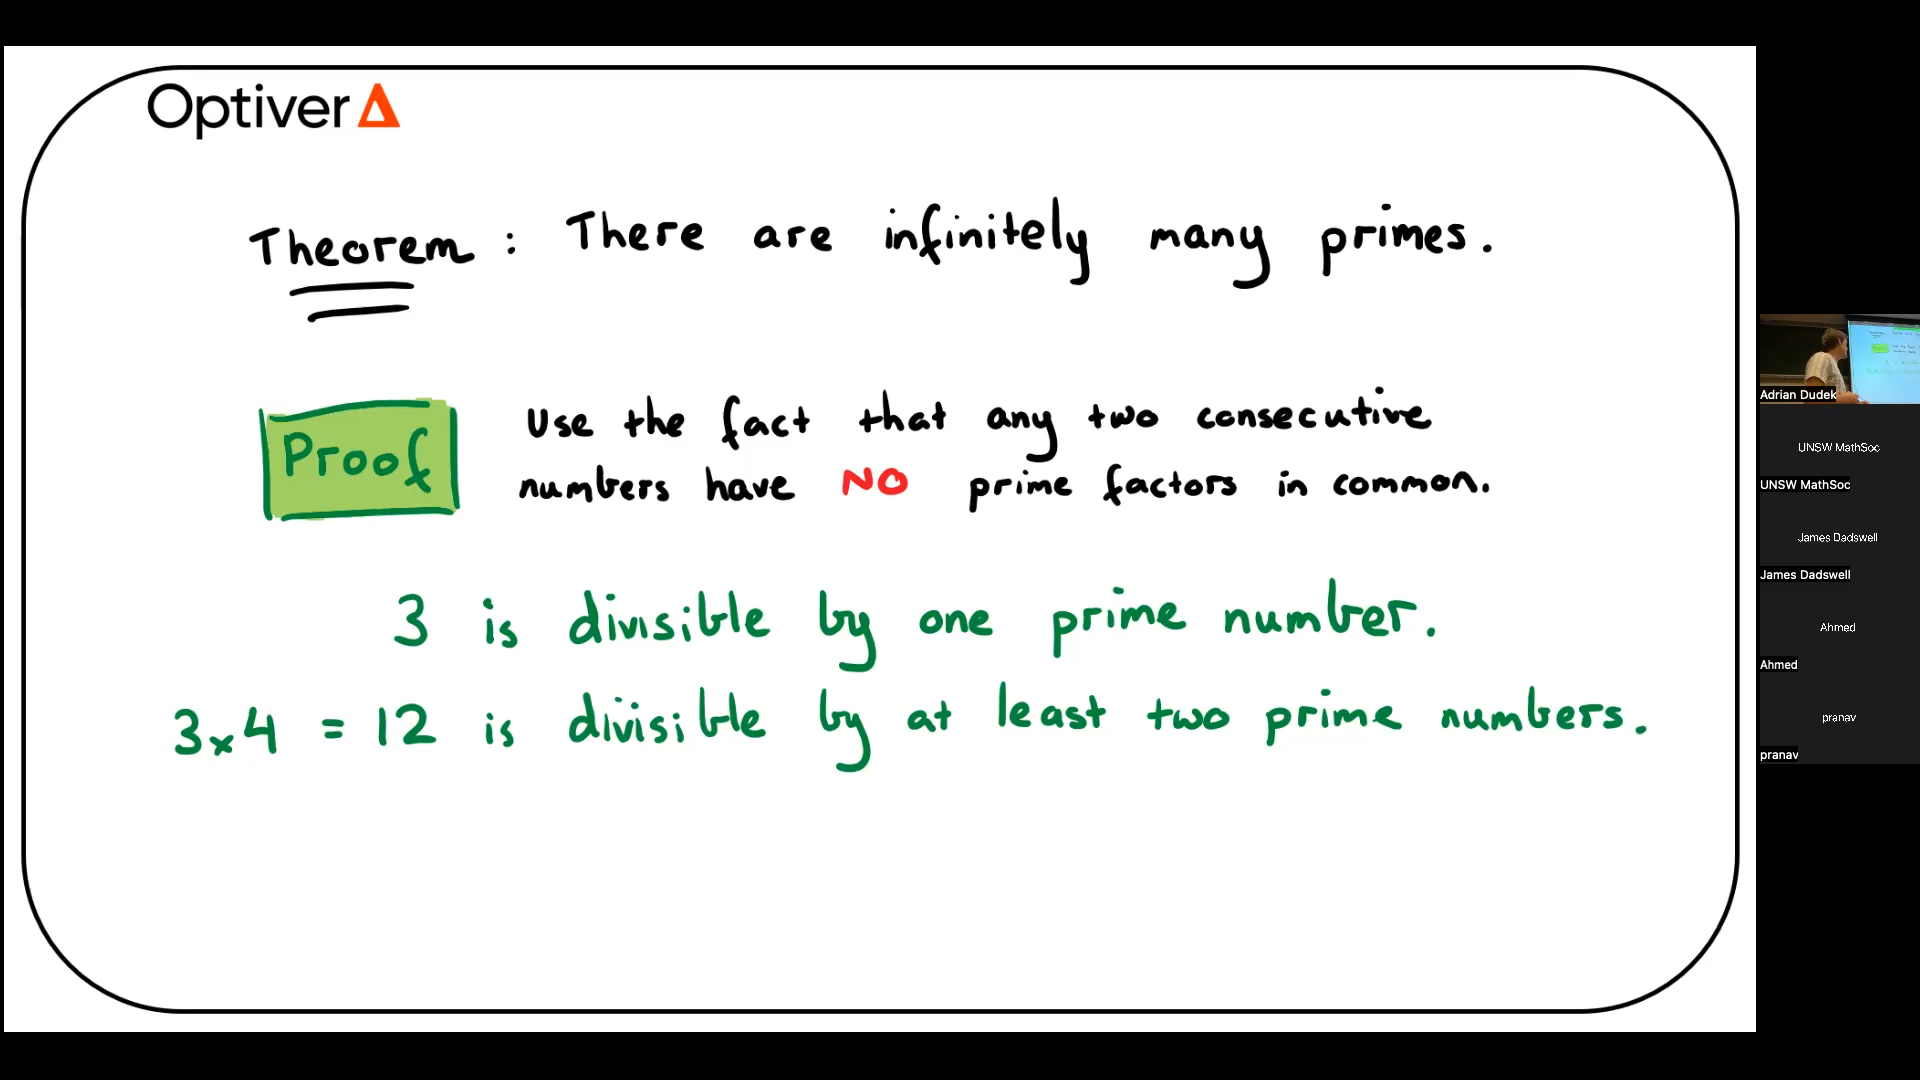 Optiver
Theorem : There are infinitely many primes.
Proof
Use the fact that any two consecutive
numbers have NO prime factors in common.
3 is divisible by one prime number.
3x4 = 12 is divisible by at least two prime numbers.
Adrian Dudek
UNSW MathSoc
UNSW MathSoc
James Dadswell
James Dadswell
Ahmed
Ahmed
pranav
pranav